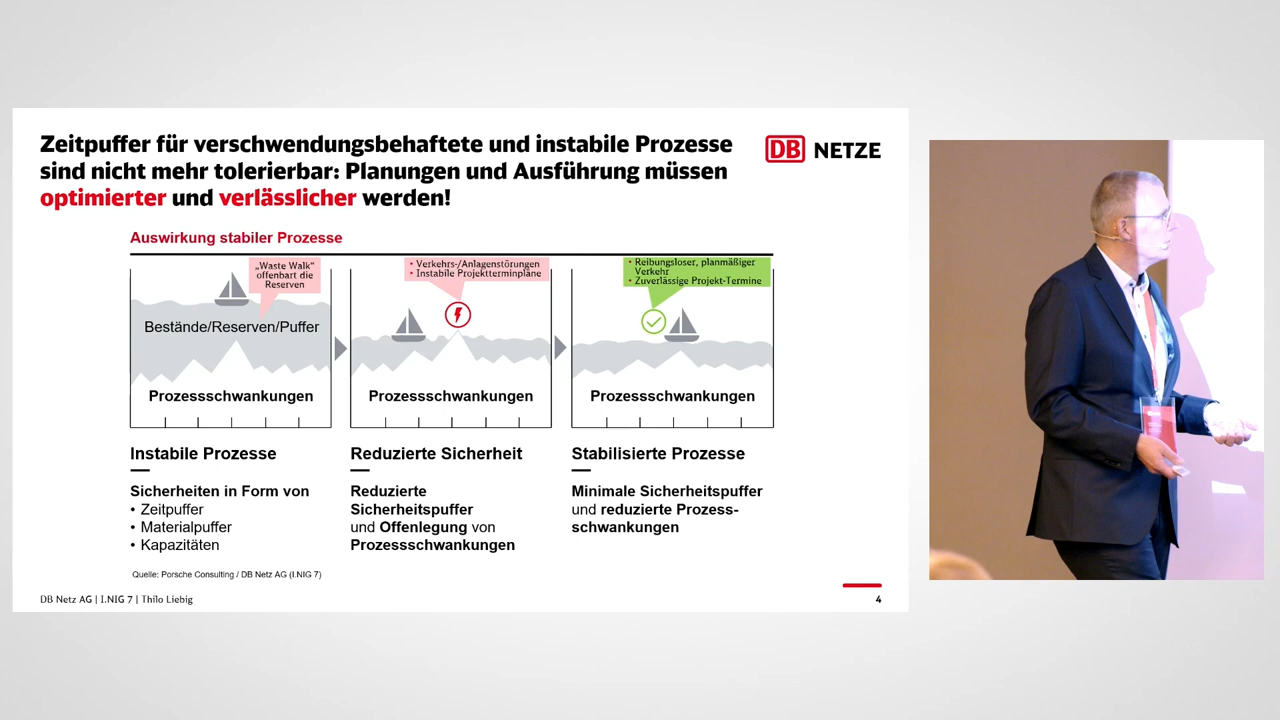 Zeitpuffer für verschwendungsbehaftete und instabile Prozesse
sind nicht mehr tolerierbar: Planungen und Ausführung müssen
optimierter und verlässlicher werden!
DB NETZE
Auswirkung stabiler Prozesse
„Waste Walk“
offenbart die
Reserven
Bestände/Reserven/Puffer
Prozessschwankungen
• Verkehrs-/Anlagenstörungen
• Instabile Projektterminpläne
Prozessschwankungen
• Reibungsloser, planmäßiger
Verkehr
• Zuverlässige Projekt-Termine
Prozessschwankungen
Instabile Prozesse
Sicherheiten in Form von
• Zeitpuffer
• Materialpuffer
• Kapazitäten
Reduzierte Sicherheit
Reduzierte
Sicherheitspuffer
und Offenlegung von
Prozessschwankungen
Stabilisierte Prozesse
Minimale Sicherheitspuffer
und reduzierte Prozess-
schwankungen
Quelle: Porsche Consulting / DB Netz AG (I.NIG 7)
DB Netz AG | I.NIG 7 | Thilo Liebig
4